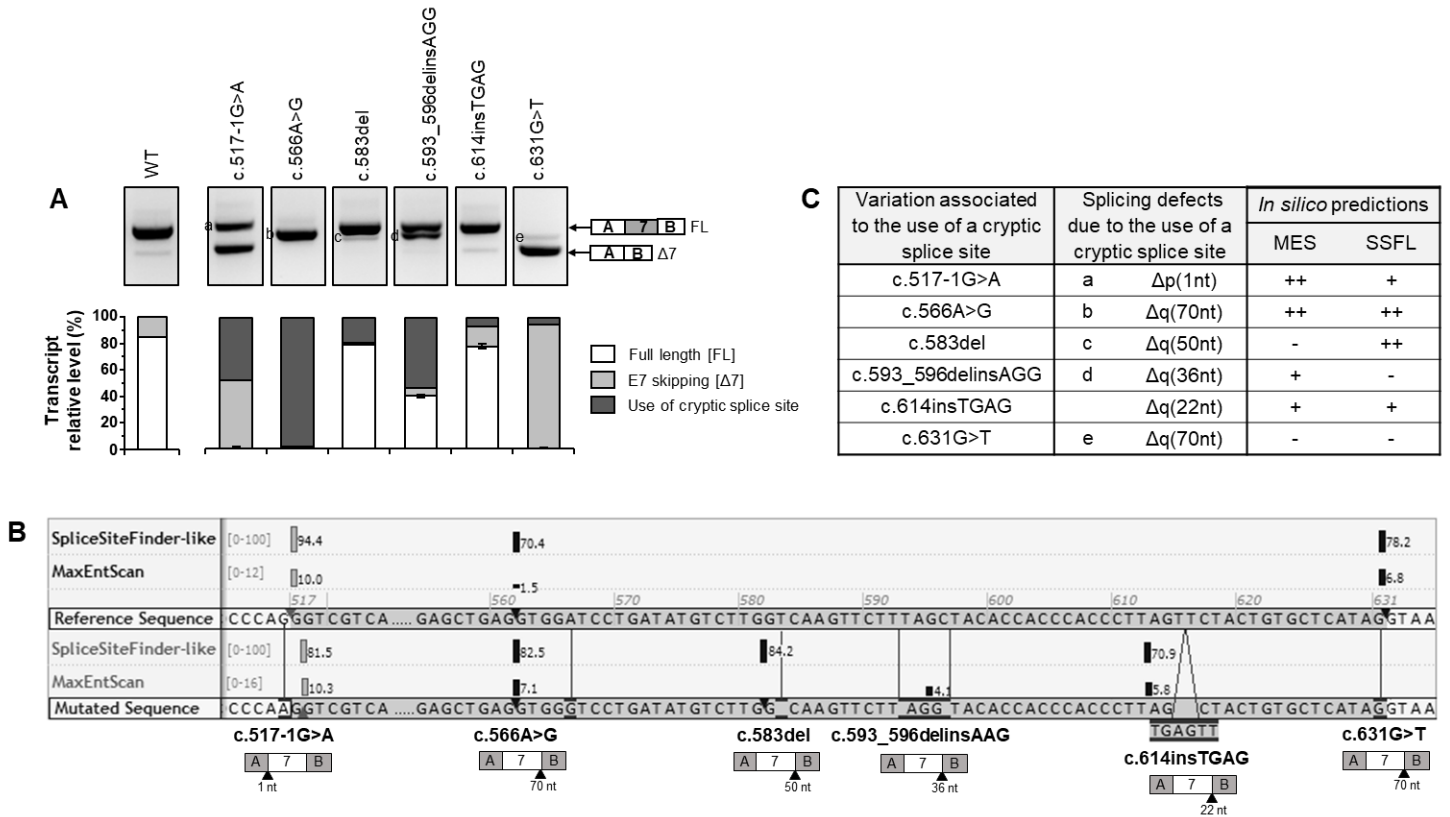 A
WT
c.517-1G>A
c.566A>G
c.583del
c.593_596delinsAGG
c.614insTGAG
c.631G>T
a
b
c
d
e
A 7 B FL
A B Δ7
Transcript
relative level (%)
100
80
60
40
20
0
Full length [FL]
E7 skipping [Δ7]
Use of cryptic splice site
C
Variation associated
to the use of a cryptic
splice site
Splicing defects
due to the use of a
cryptic splice site
In silico predictions
MES SSFL
c.517-1G>A a Δp(1nt) ++ +
c.566A>G b Δq(70nt) ++ ++
c.583del c Δq(50nt) - ++
c.593_596delinsAGG d Δq(36nt) + -
c.614insTGAG Δq(22nt) + +
c.631G>T e Δq(70nt) - -
B
SpliceSiteFinder-like [0-100] 94.4 70.4 78.2
MaxEntScan [0-12] 10.0 1.5 6.8
517 560 570 580 590 600 610 620 631
Reference Sequence CCCAGGGTCGTCA.....GAGCTGAGGTGGATCCTGATATGTCTTGGTCAAGTTCTTTAGCTACACCACCCACCCTTAGTTCTACTGTGCTCATAGGTAA
SpliceSiteFinder-like [0-100] 81.5 82.5 84.2 70.9
MaxEntScan [0-16] 10.3 7.1 4.1 5.8
Mutated Sequence CCCAAGGTCGTCA.....GAGCTGAGGTGGGTCCTGATATGTCTTGG CAAGTTCTT AGGTACACCACCCACCCTTAG CTACTGTGCTCATAGGTAA
TGAGTT
c.517-1G>A
c.566A>G
c.583del
c.593_596delinsAAG
c.614insTGAG
c.631G>T
A 7 B
1 nt
A 7 B
70 nt
A 7 B
50 nt
A 7 B
36 nt
A 7 B
22 nt
A 7 B
70 nt